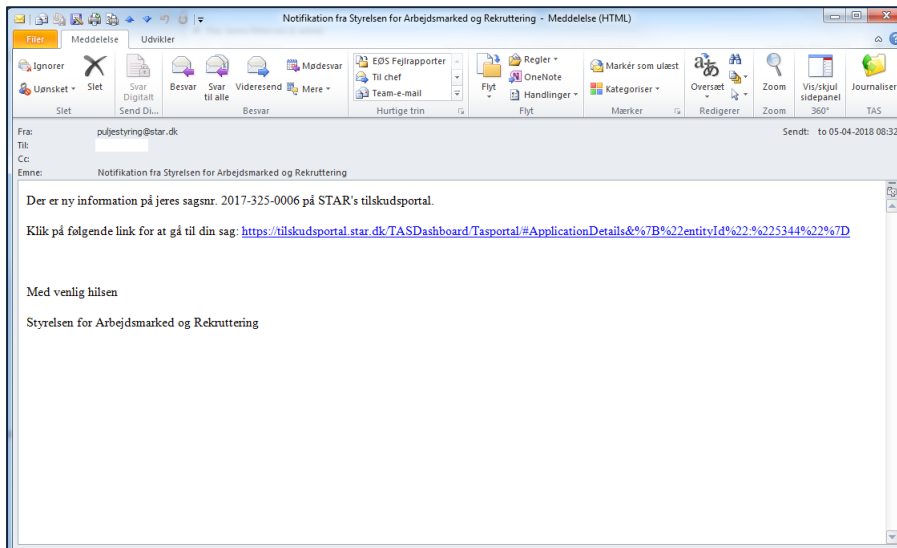 Notifikation fra Styrelsen for Arbejdsmarked og Rekruttering - Meddelelse (HTML)
Filer Meddelelse Udvikler
Ignorer
Uønsket
Slet
Svar Digitalt
Besvar
Svar til alle
Videresend
Mødesvar
Mere
EØS Fejlrapporter
Til chef
Team-e-mail
Flyt
Regler
OneNote
Handlinger
Markér som ulæst
Kategoriser
Oversæt
Zoom
Vis/skjul sidepanel
Journaliser
Slet Send Di... Besvar Hurtige trin Flyt Mærker Redigerer Zoom 360° TAS
Fra: puljestyring@star.dk Sendt: to 05-04-2018 08:32
Til:
Cc:
Emne: Notifikation fra Styrelsen for Arbejdsmarked og Rekruttering
Der er ny information på jeres sagsnr. 2017-325-0006 på STAR's tilskudsportal.
Klik på følgende link for at gå til din sag: https://tilskudsportal.star.dk/TASDashboard/Tasportal/#ApplicationDetails&%7B%22entityId%22:%225344%22%7D
Med venlig hilsen
Styrelsen for Arbejdsmarked og Rekruttering